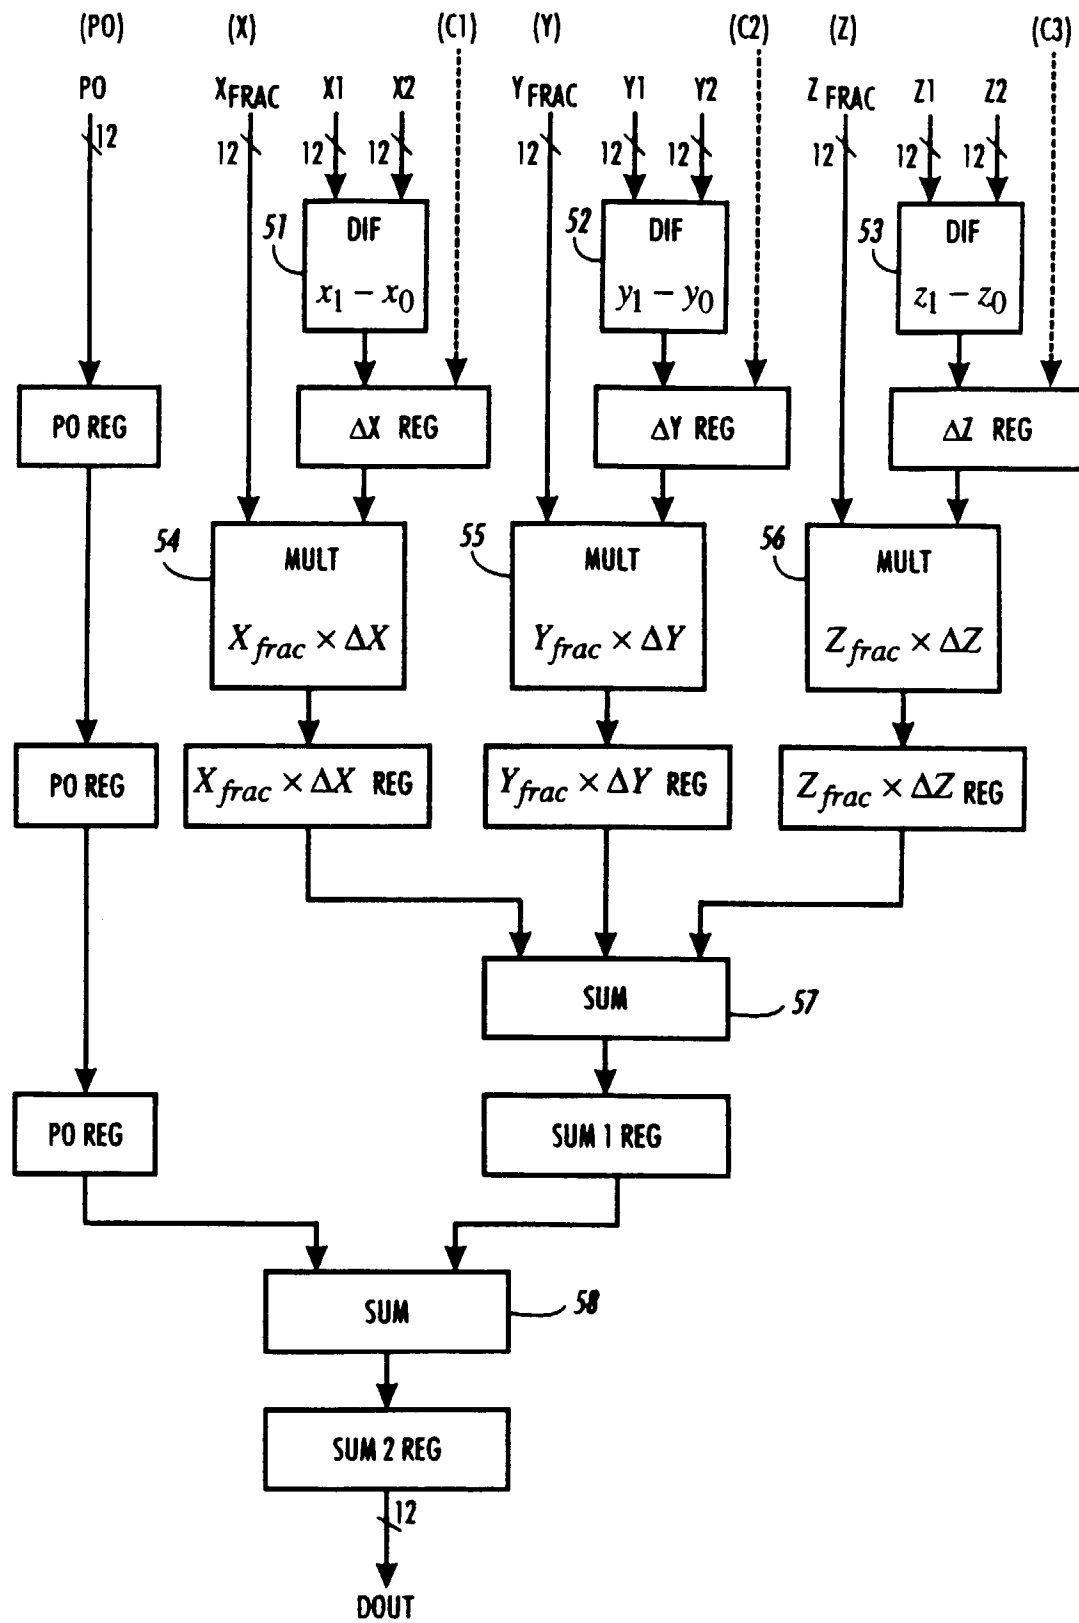 (PO) (X) (C1) (Y) (C2) (Z) (C3)
PO X FRAC X1 X2 Y FRAC Y1 Y2 Z FRAC Z1 Z2
12 12 12 12 12 12 12 12 12 12
51 DIF 52 DIF 53 DIF
x1 − x0 y1 − y0 z1 − z0
PO REG ΔX REG ΔY REG ΔZ REG
54 MULT 55 MULT 56 MULT
Xfrac × ΔX Yfrac × ΔY Zfrac × ΔZ
PO REG Xfrac × ΔX REG Yfrac × ΔY REG Zfrac × ΔZ REG
SUM 57
PO REG SUM 1 REG
SUM 58
SUM 2 REG
12
DOUT